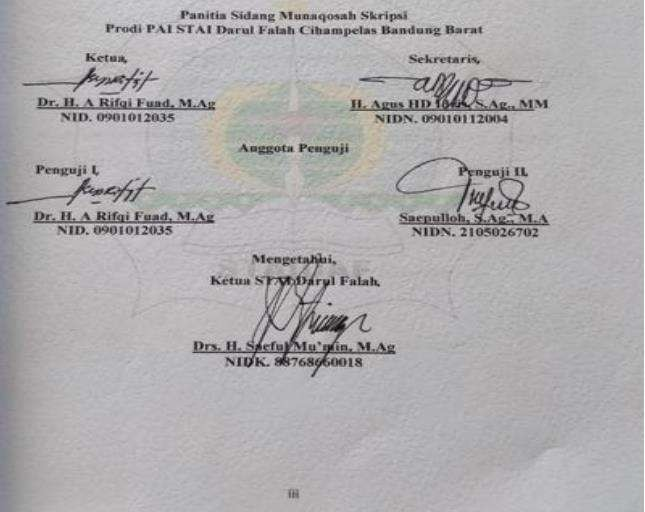 Panitia Sidang Munaqosah Skripsi
Prodi PAI STAI Darul Falah Cihampelas Bandung Barat
Ketua,
Dr. H. A Rifqi Fuad, M.Ag
NID. 0901012035
Sekretaris,
H. Agus HD S.Ag., MM
NIDN. 09010112004
Anggota Penguji
Penguji I,
Dr. H. A Rifqi Fuad, M.Ag
NID. 0901012035
Penguji II,
Saepulloh, S.Ag., M.A
NIDN. 2105026702
Mengetahui,
Ketua STAI Darul Falah,
Drs. H. Saeful Mu'min, M.Ag
NIDK. 88768660018
iii